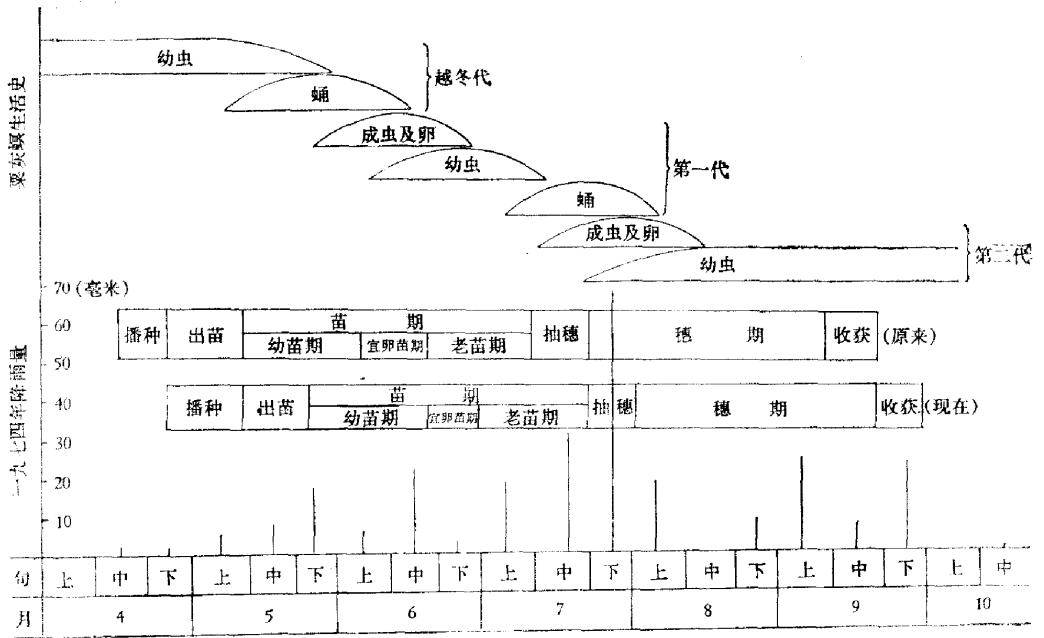 粟灰螟生活史
幼虫
越冬代
蛹
成虫及卵
幼虫
第一代
蛹
成虫及卵
幼虫
第二代
一九七四年降雨量
70 (毫米)
60
50
40
30
20
10
播种 出苗 苗期 抽穗 穗期 收获 (原来)
幼苗期 宜卵苗期 老苗期
播种 出苗 苗期 抽穗 穗期 收获 (现在)
幼苗期 宜卵苗期 老苗期
旬 上 中 下 上 中 下 上 中 下 上 中 下 上 中 下 上 中 下 上 中
月 4 5 6 7 8 9 10